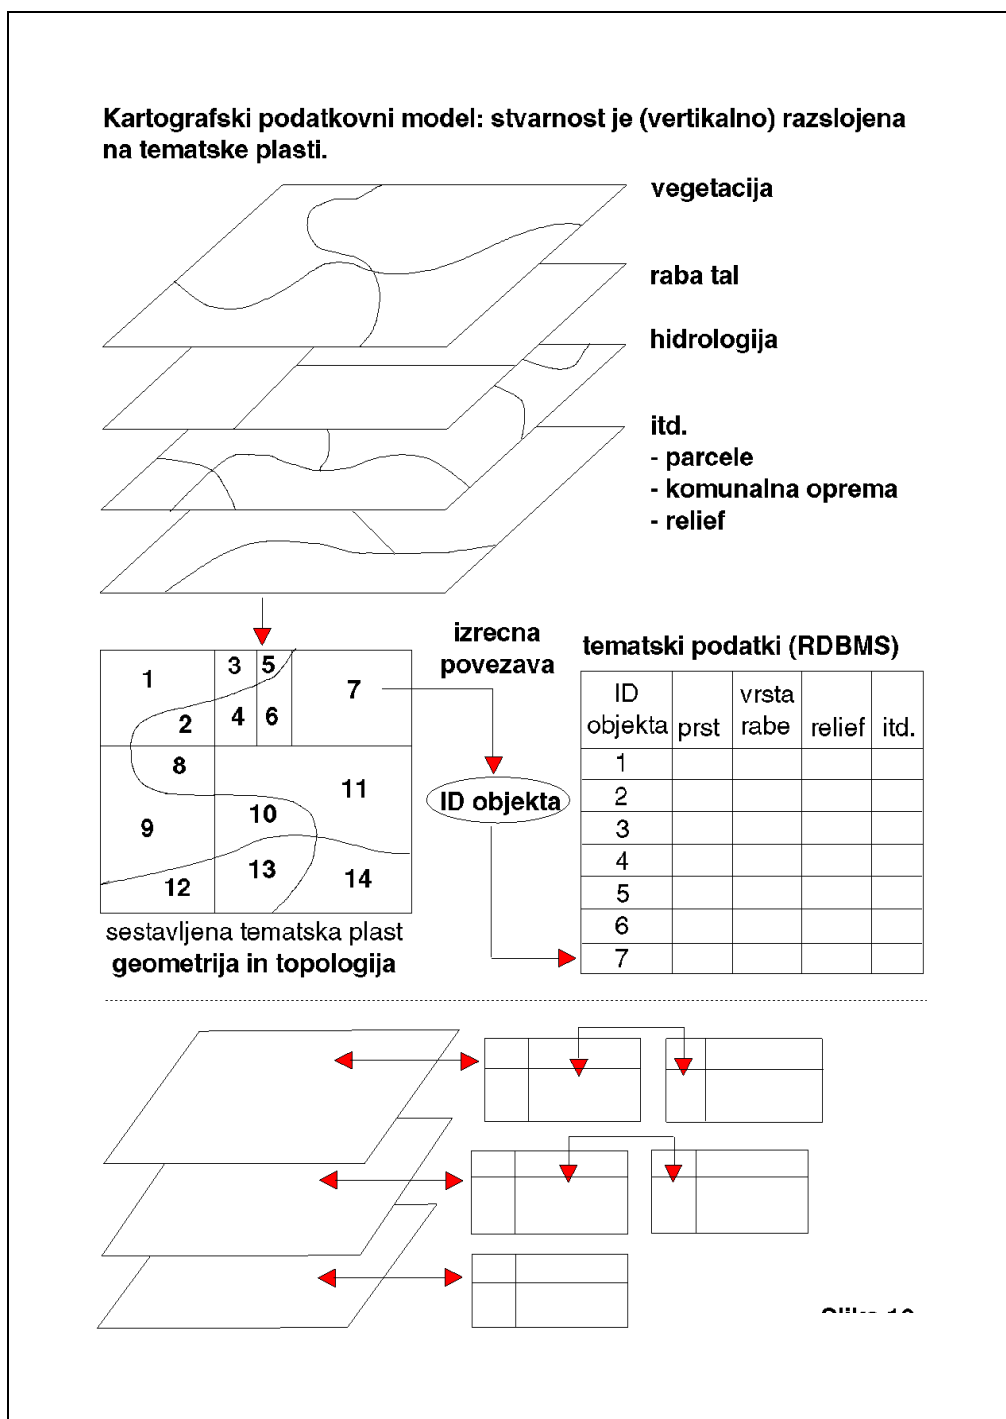 Kartografski podatkovni model: stvarnost je (vertikalno) razslojena
na tematske plasti.
vegetacija
raba tal
hidrologija
itd.
- parcele
- komunalna oprema
- relief
izrecna
povezava
tematski podatki (RDBMS)
1
2
3
4
5
6
7
8
9
10
11
12
13
14
ID objekta
ID
objekta
prst
vrsta
rabe
relief
itd.
1
2
3
4
5
6
7
sestavljena tematska plast
geometrija in topologija